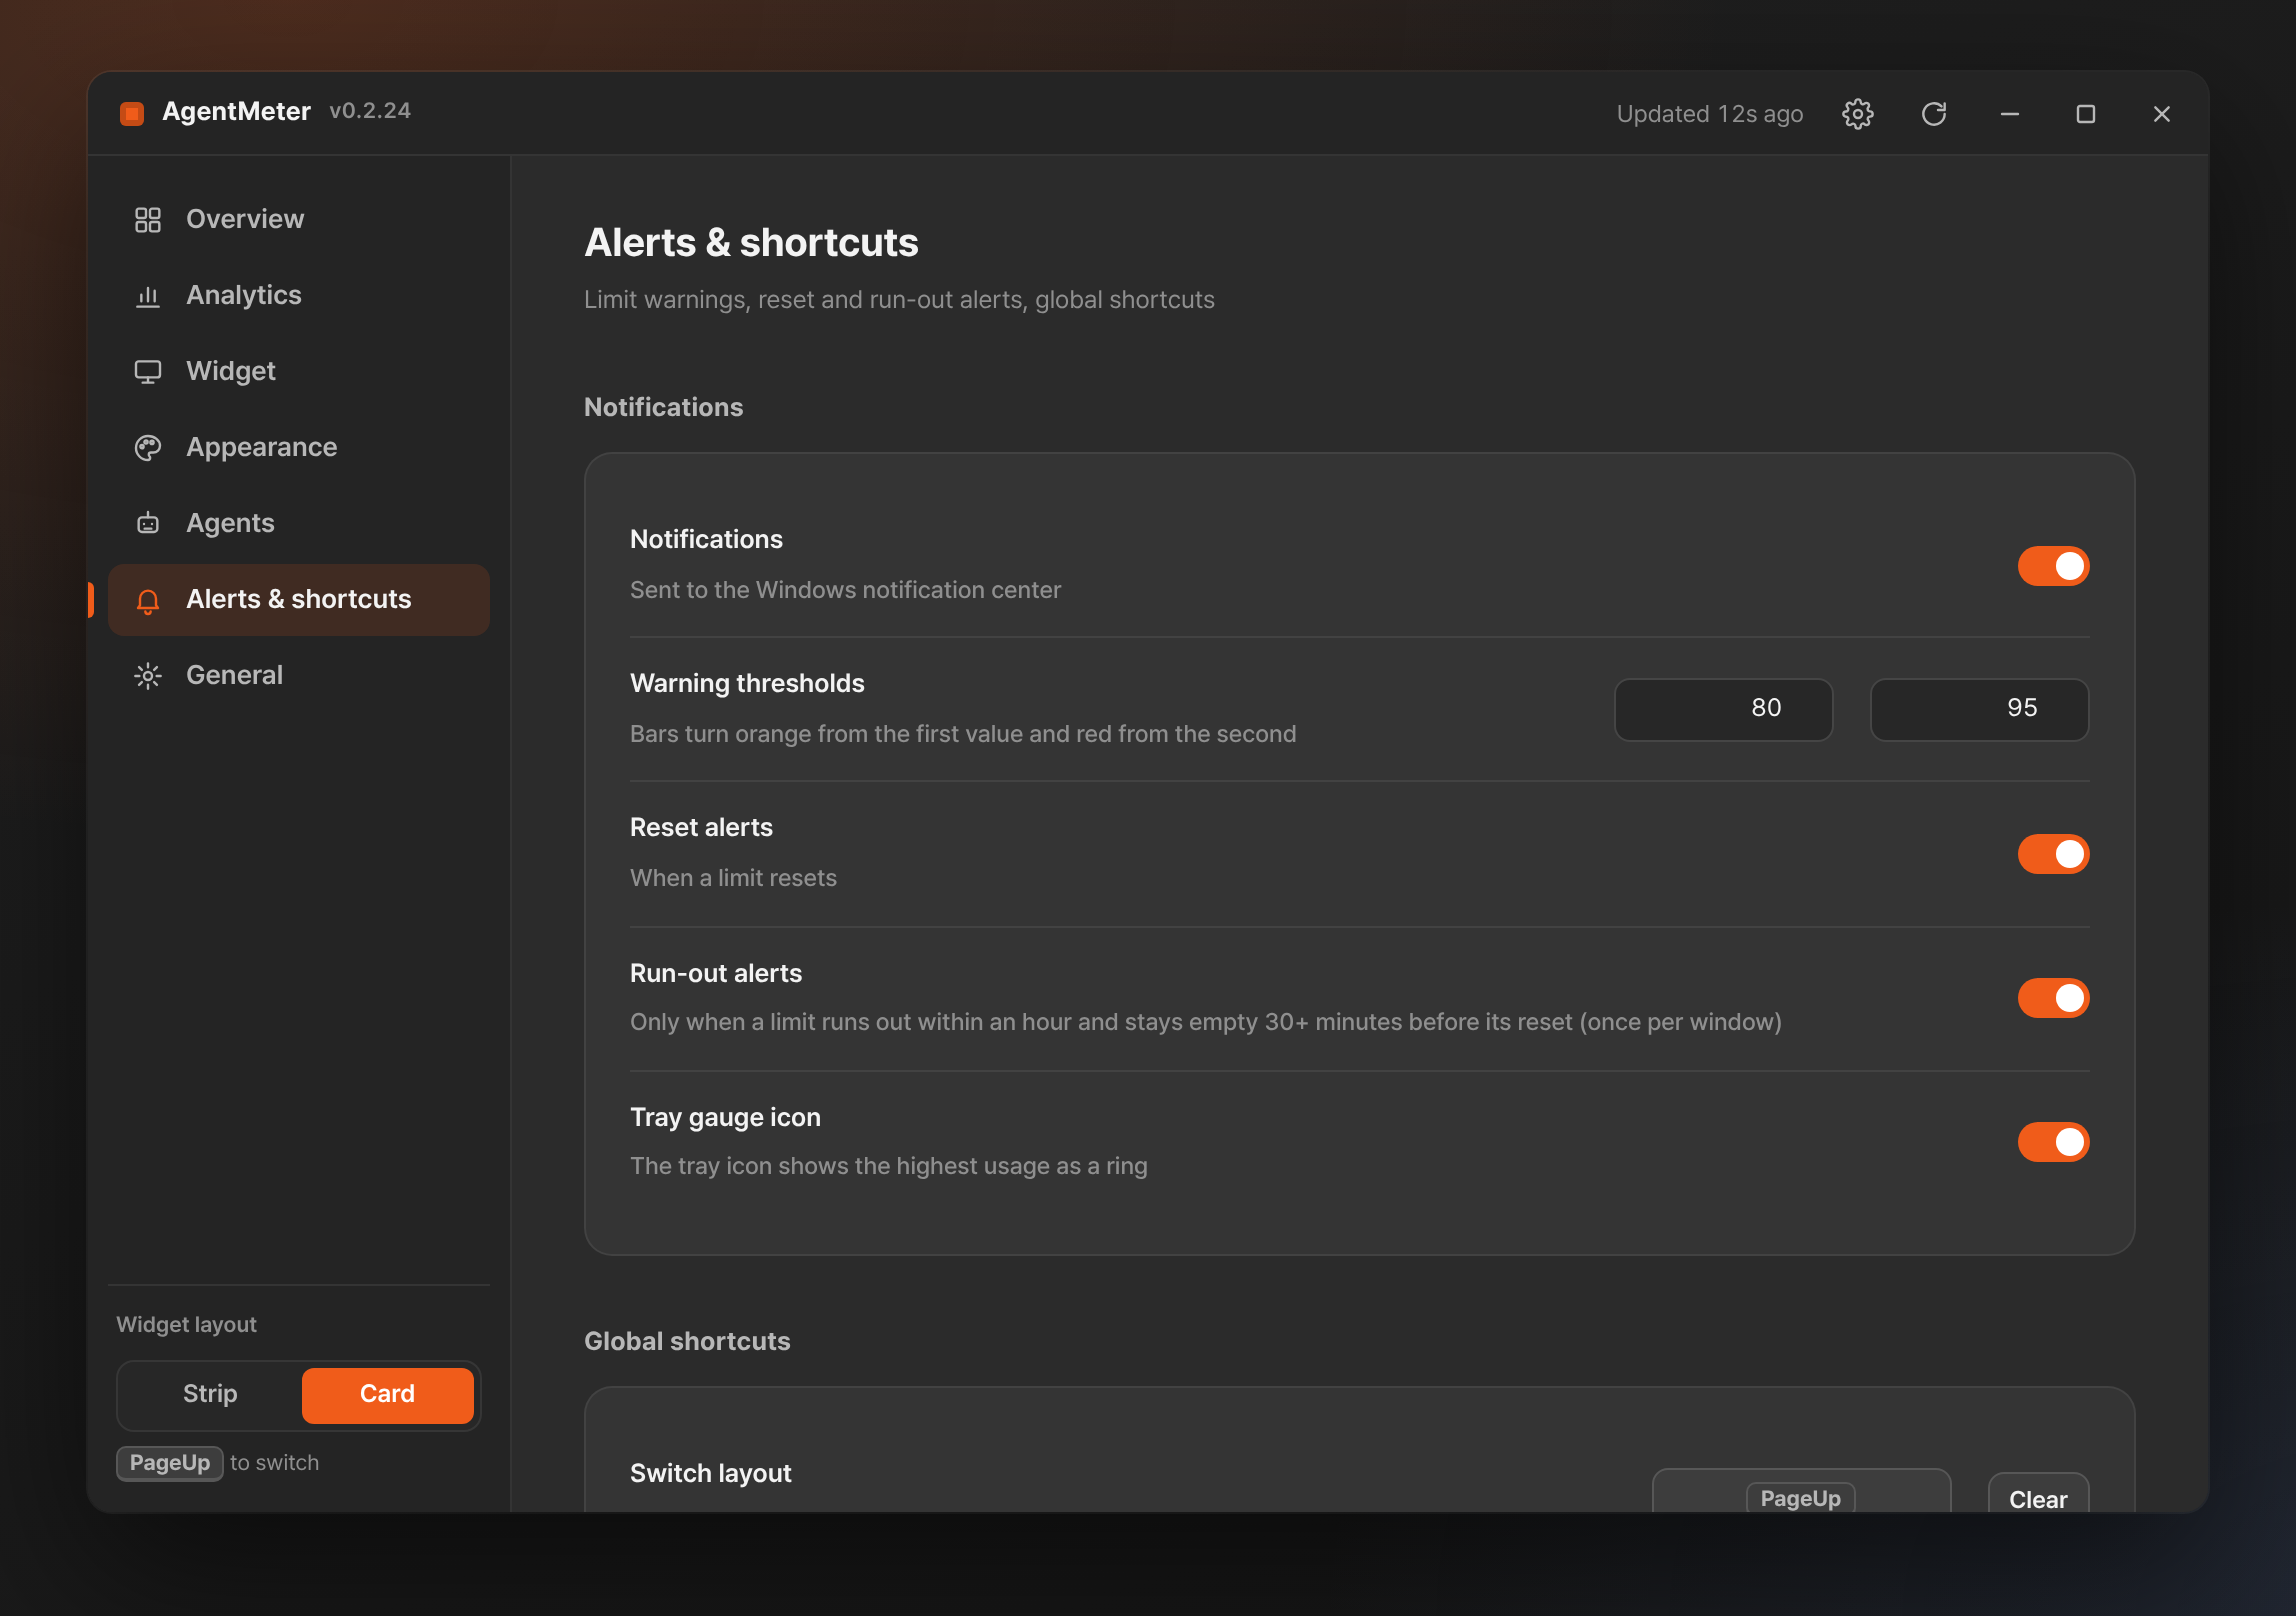 AgentMeter v0.2.24
Updated 12s ago
Overview
Analytics
Widget
Appearance
Agents
Alerts & shortcuts
General
Widget layout
Strip
Card
PageUp to switch
Alerts & shortcuts
Limit warnings, reset and run-out alerts, global shortcuts
Notifications
Notifications
Sent to the Windows notification center
Warning thresholds
80
95
Bars turn orange from the first value and red from the second
Reset alerts
When a limit resets
Run-out alerts
Only when a limit runs out within an hour and stays empty 30+ minutes before its reset (once per window)
Tray gauge icon
The tray icon shows the highest usage as a ring
Global shortcuts
Switch layout
PageUp
Clear